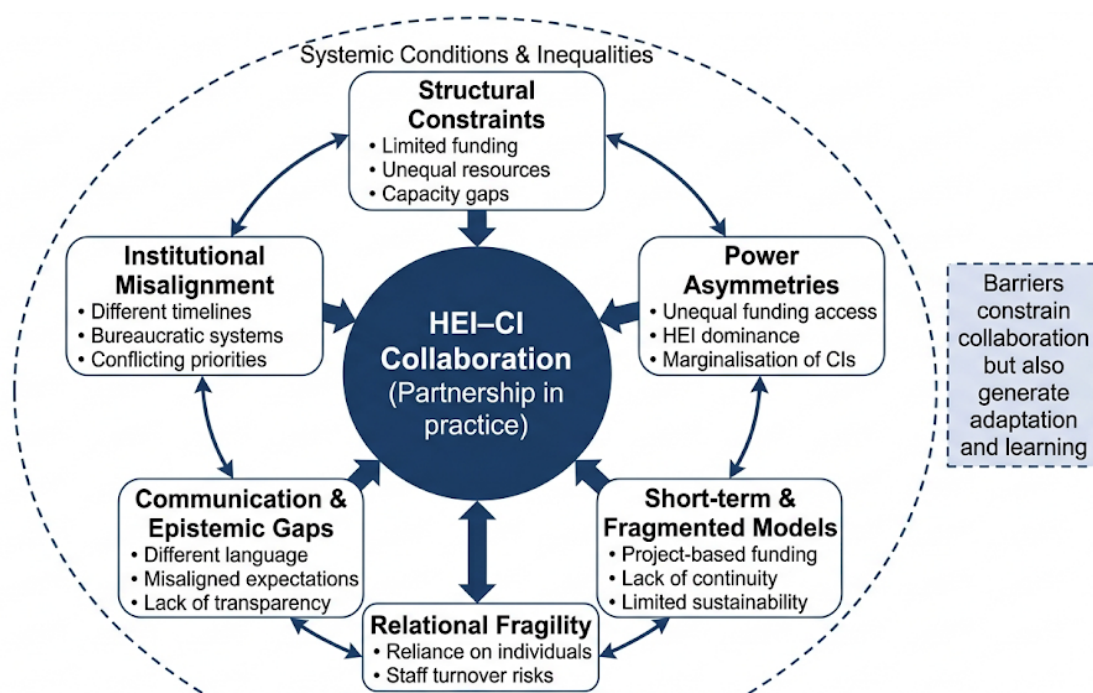 Systemic Conditions & Inequalities
Structural
Constraints
• Limited funding
• Unequal resources
• Capacity gaps
Institutional
Misalignment
• Different timelines
• Bureaucratic systems
• Conflicting priorities
HEI–CI
Collaboration
(Partnership in
practice)
Power
Asymmetries
• Unequal funding access
• HEI dominance
• Marginalisation of CIs
Barriers
constrain
collaboration
but also
generate
adaptation
and learning
Communication &
Epistemic Gaps
• Different language
• Misaligned expectations
• Lack of transparency
Short-term &
Fragmented Models
• Project-based funding
• Lack of continuity
• Limited sustainability
Relational Fragility
• Reliance on individuals
• Staff turnover risks